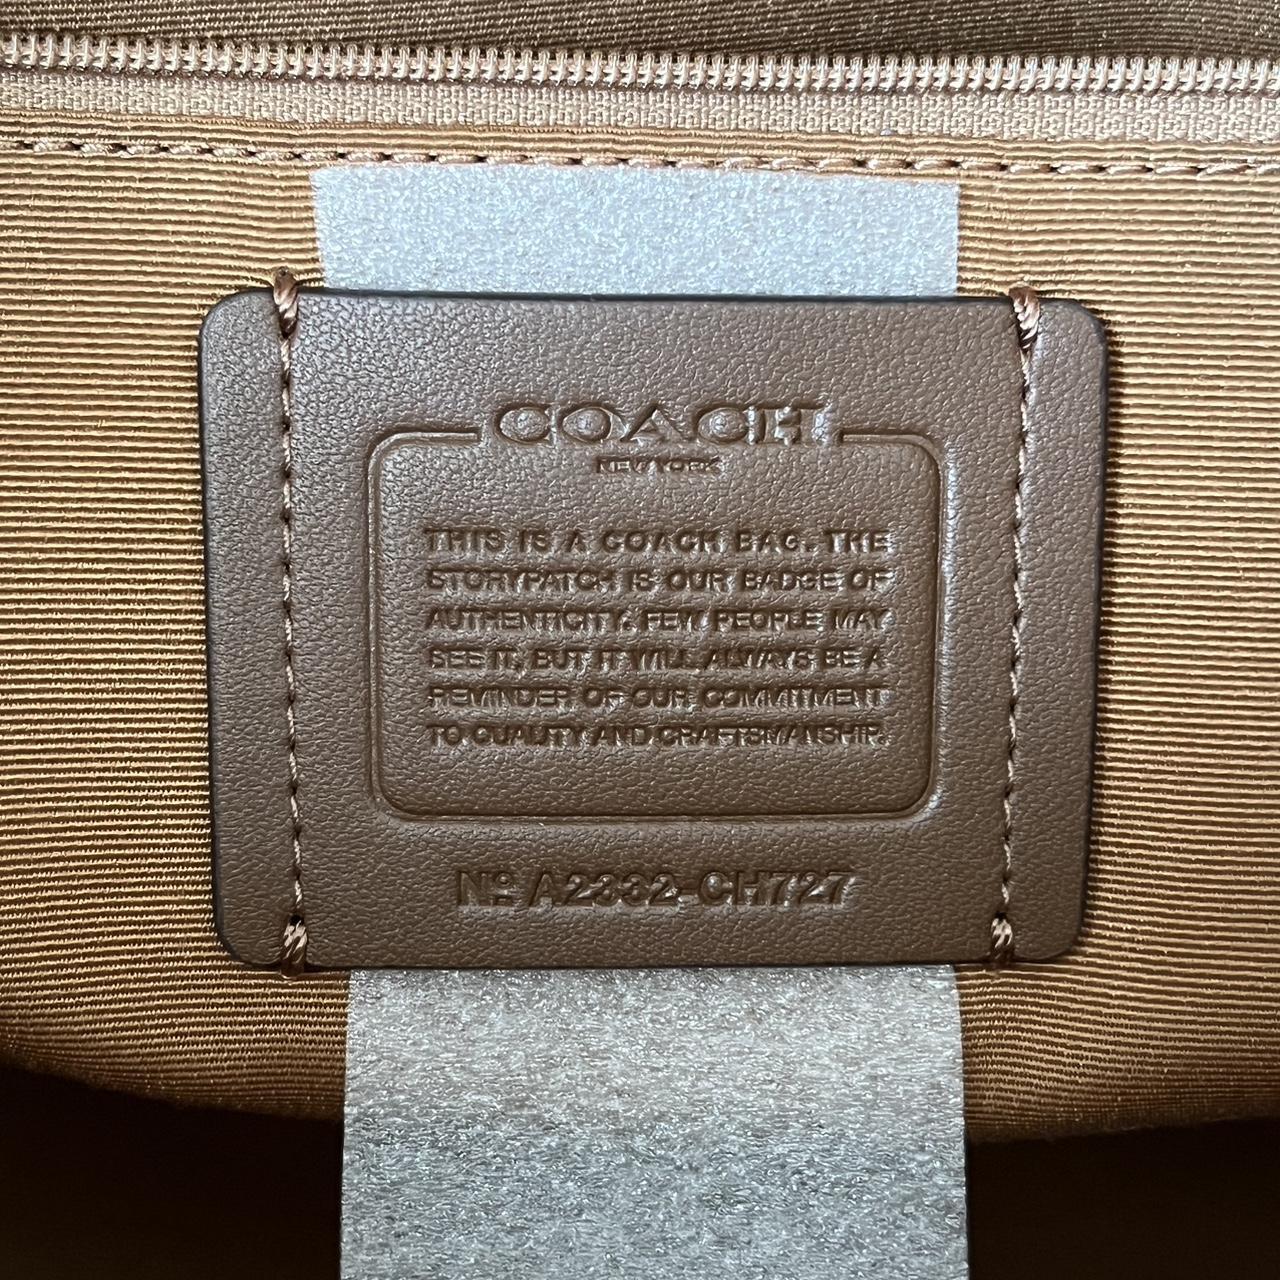 COACH
NEW YORK
THIS IS A COACH BAG. THE
STORYPATCH IS OUR BADGE OF
AUTHENTICITY. FEW PEOPLE MAY
SEE IT, BUT IT WILL ALWAYS BE A
REMINDER OF OUR COMMITMENT
TO QUALITY AND CRAFTSMANSHIP.
Nº A2332-CH727